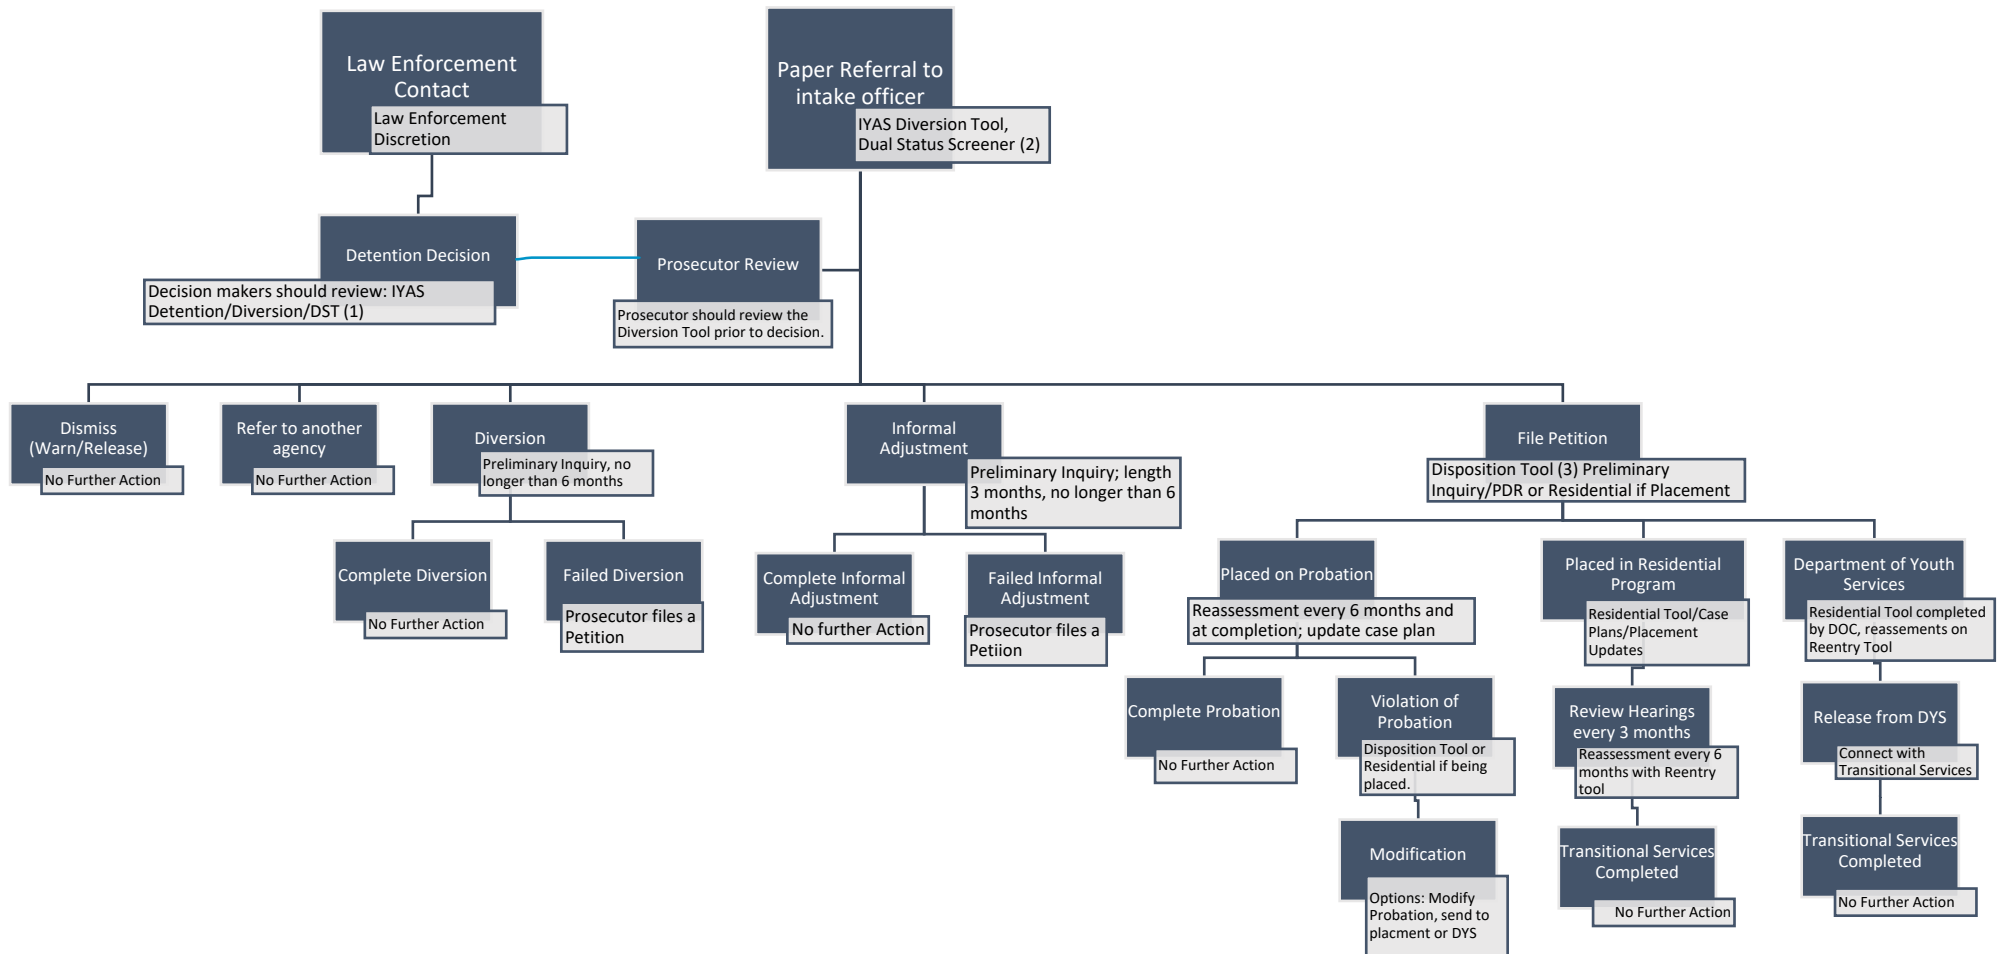 Law Enforcement
Contact
Law Enforcement
Discretion
Paper Referral to
intake officer
IYAS Diversion Tool,
Dual Status Screener (2)
Detention Decision
Decision makers should review: IYAS
Detention/Diversion/DST (1)
Prosecutor Review
Prosecutor should review the
Diversion Tool prior to decision.
Dismiss
(Warn/Release)
No Further Action
Refer to another
agency
No Further Action
Diversion
Preliminary Inquiry, no
longer than 6 months
Informal
Adjustment
Preliminary Inquiry; length
3 months, no longer than 6
months
File Petition
Disposition Tool (3) Preliminary
Inquiry/PDR or Residential if Placement
Complete Diversion
No Further Action
Failed Diversion
Prosecutor files a
Petition
Complete Informal
Adjustment
No further Action
Failed Informal
Adjustment
Prosecutor files a
Petiion
Placed on Probation
Reassessment every 6 months and
at completion; update case plan
Placed in Residential
Program
Residential Tool/Case
Plans/Placement
Updates
Department of Youth
Services
Residential Tool completed
by DOC, reassements on
Reentry Tool
Complete Probation
No Further Action
Violation of
Probation
Disposition Tool or
Residential if being
placed.
Review Hearings
every 3 months
Reassessment every 6
months with Reentry
tool
Release from DYS
Connect with
Transitional Services
Modification
Options: Modify
Probation, send to
placment or DYS
Transitional Services
Completed
No Further Action
Transitional Services
Completed
No Further Action